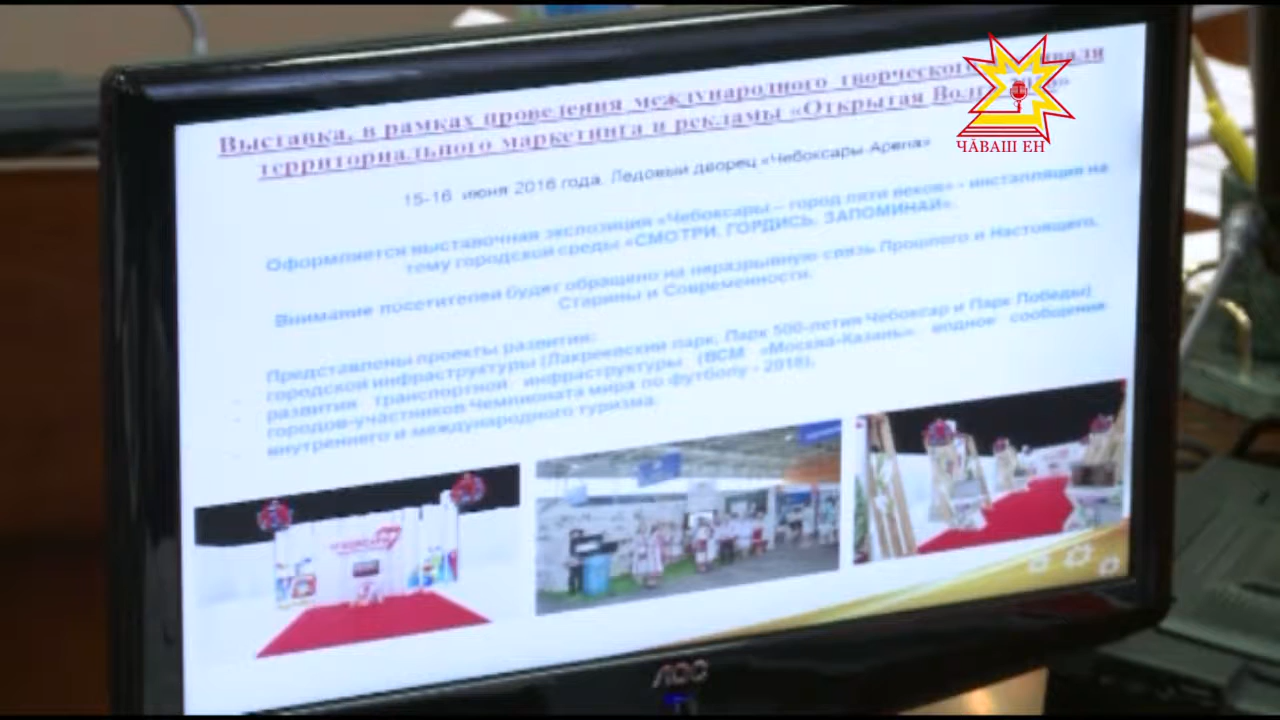 Выставка, в рамках проведения международного творческого
территориального маркетинга и рекламы «Открытая
ЧӐВАШ ЕН
15-16 июня 2016 года. Ледовый дворец «Чебоксары-Арена»
Оформляется выставочная экспозиция «Чебоксары – город пяти веков» - инсталляция на
тему городской среды «СМОТРИ, ГОРДИСЬ, ЗАПОМИНАЙ».
Внимание посетителей будет обращено на неразрывную связь Прошлого и Настоящего,
Старины и Современности.
Представлены проекты развития:
городской инфраструктуры (Лакреевский парк, Парк 500-летия Чебоксар и Парк Победы)
развития транспортной инфраструктуры (ВСМ «Москва-Казань» водное сообщение
городов-участников Чемпионата мира по футболу - 2018),
внутреннего и международного туризма.
AOC